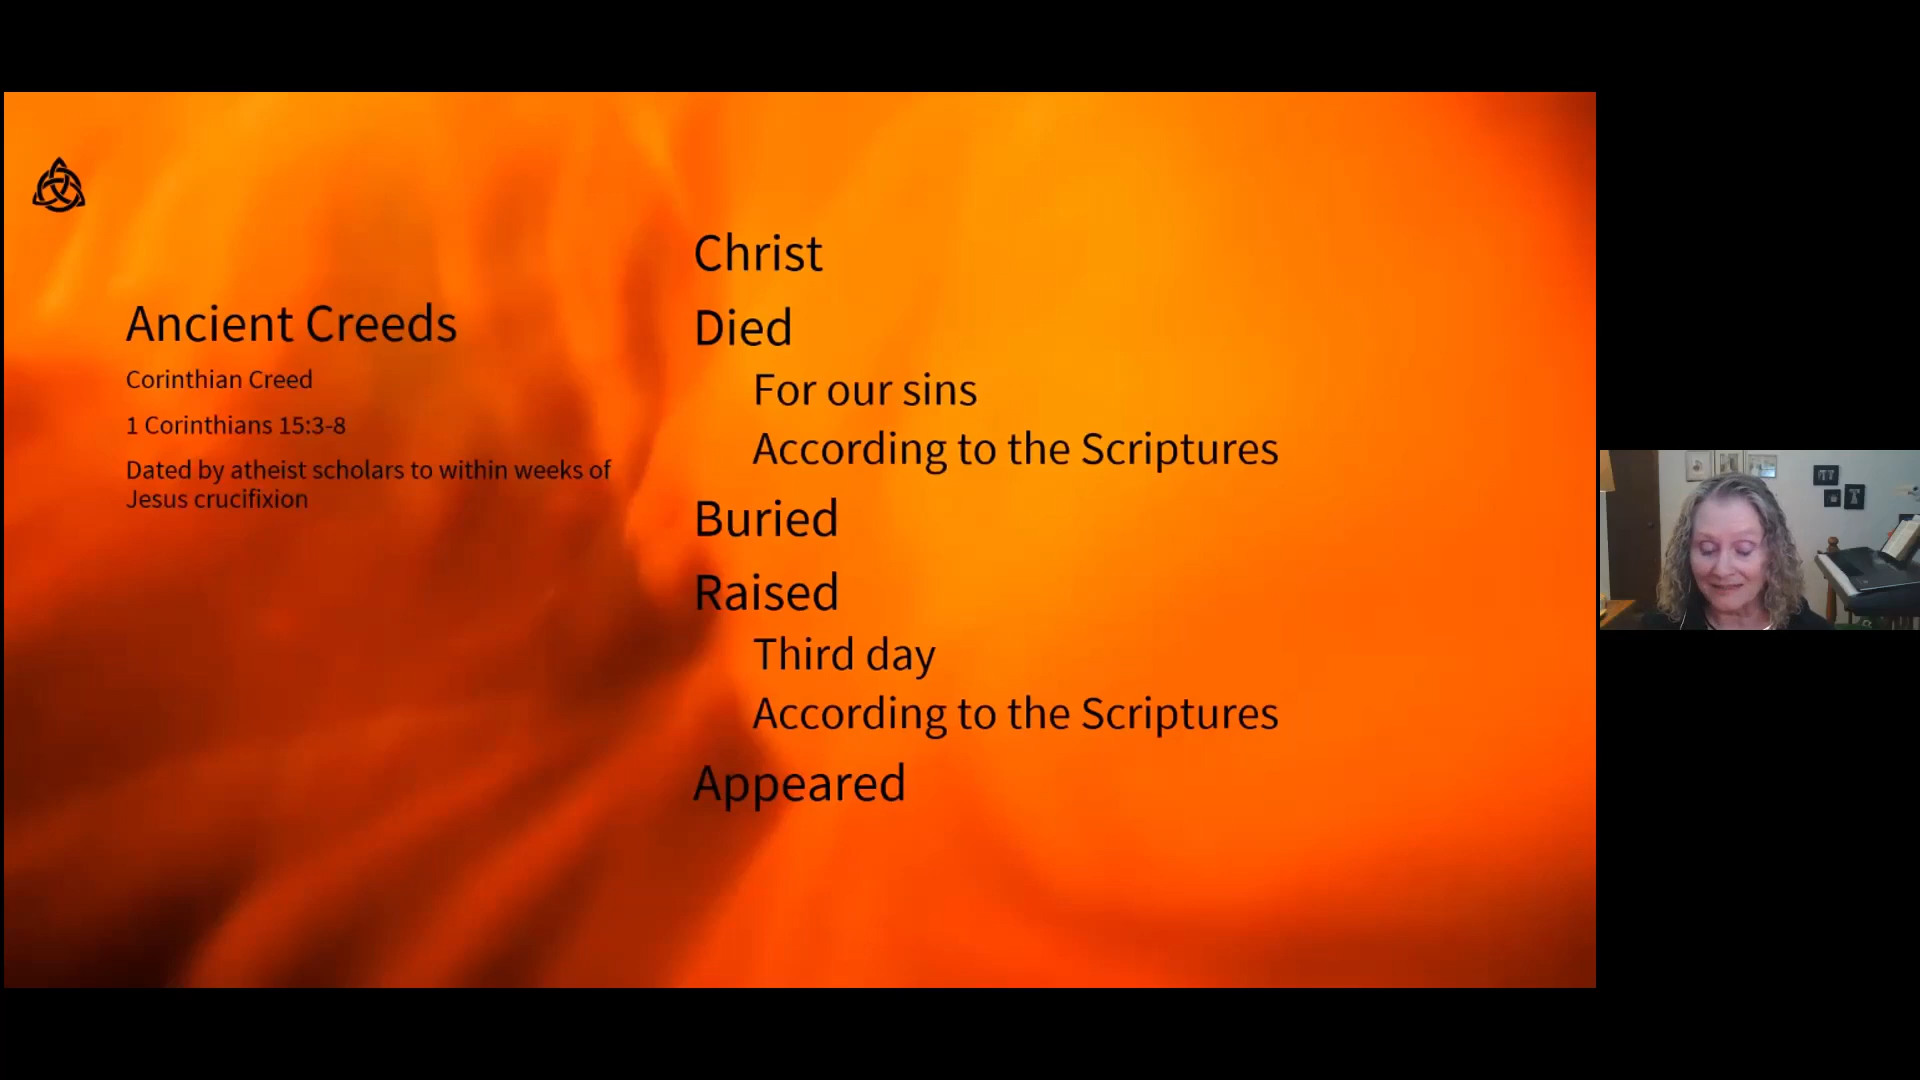 Ancient Creeds
Corinthian Creed
1 Corinthians 15:3-8
Dated by atheist scholars to within weeks of
Jesus crucifixion
Christ
Died
For our sins
According to the Scriptures
Buried
Raised
Third day
According to the Scriptures
Appeared